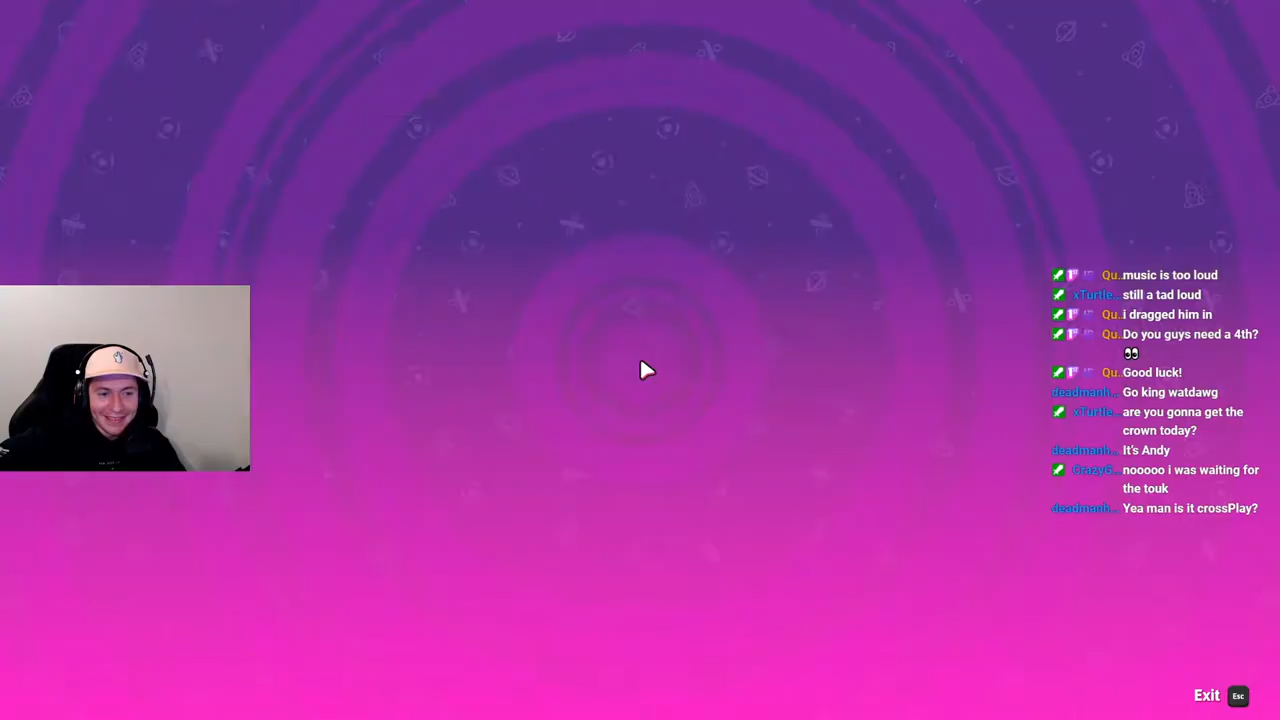 Qu.. music is too loud
xTurtle... still a tad loud
Qu.. i dragged him in
Qu.. Do you guys need a 4th?
Qu.. Good luck!
deadmanh... Go king watdawg
xTurtle... are you gonna get the
crown today?
deadmanh... It's Andy
CrazyG... nooooo i was waiting for
the touk
deadmanh... Yea man is it crossPlay?
Exit Esc